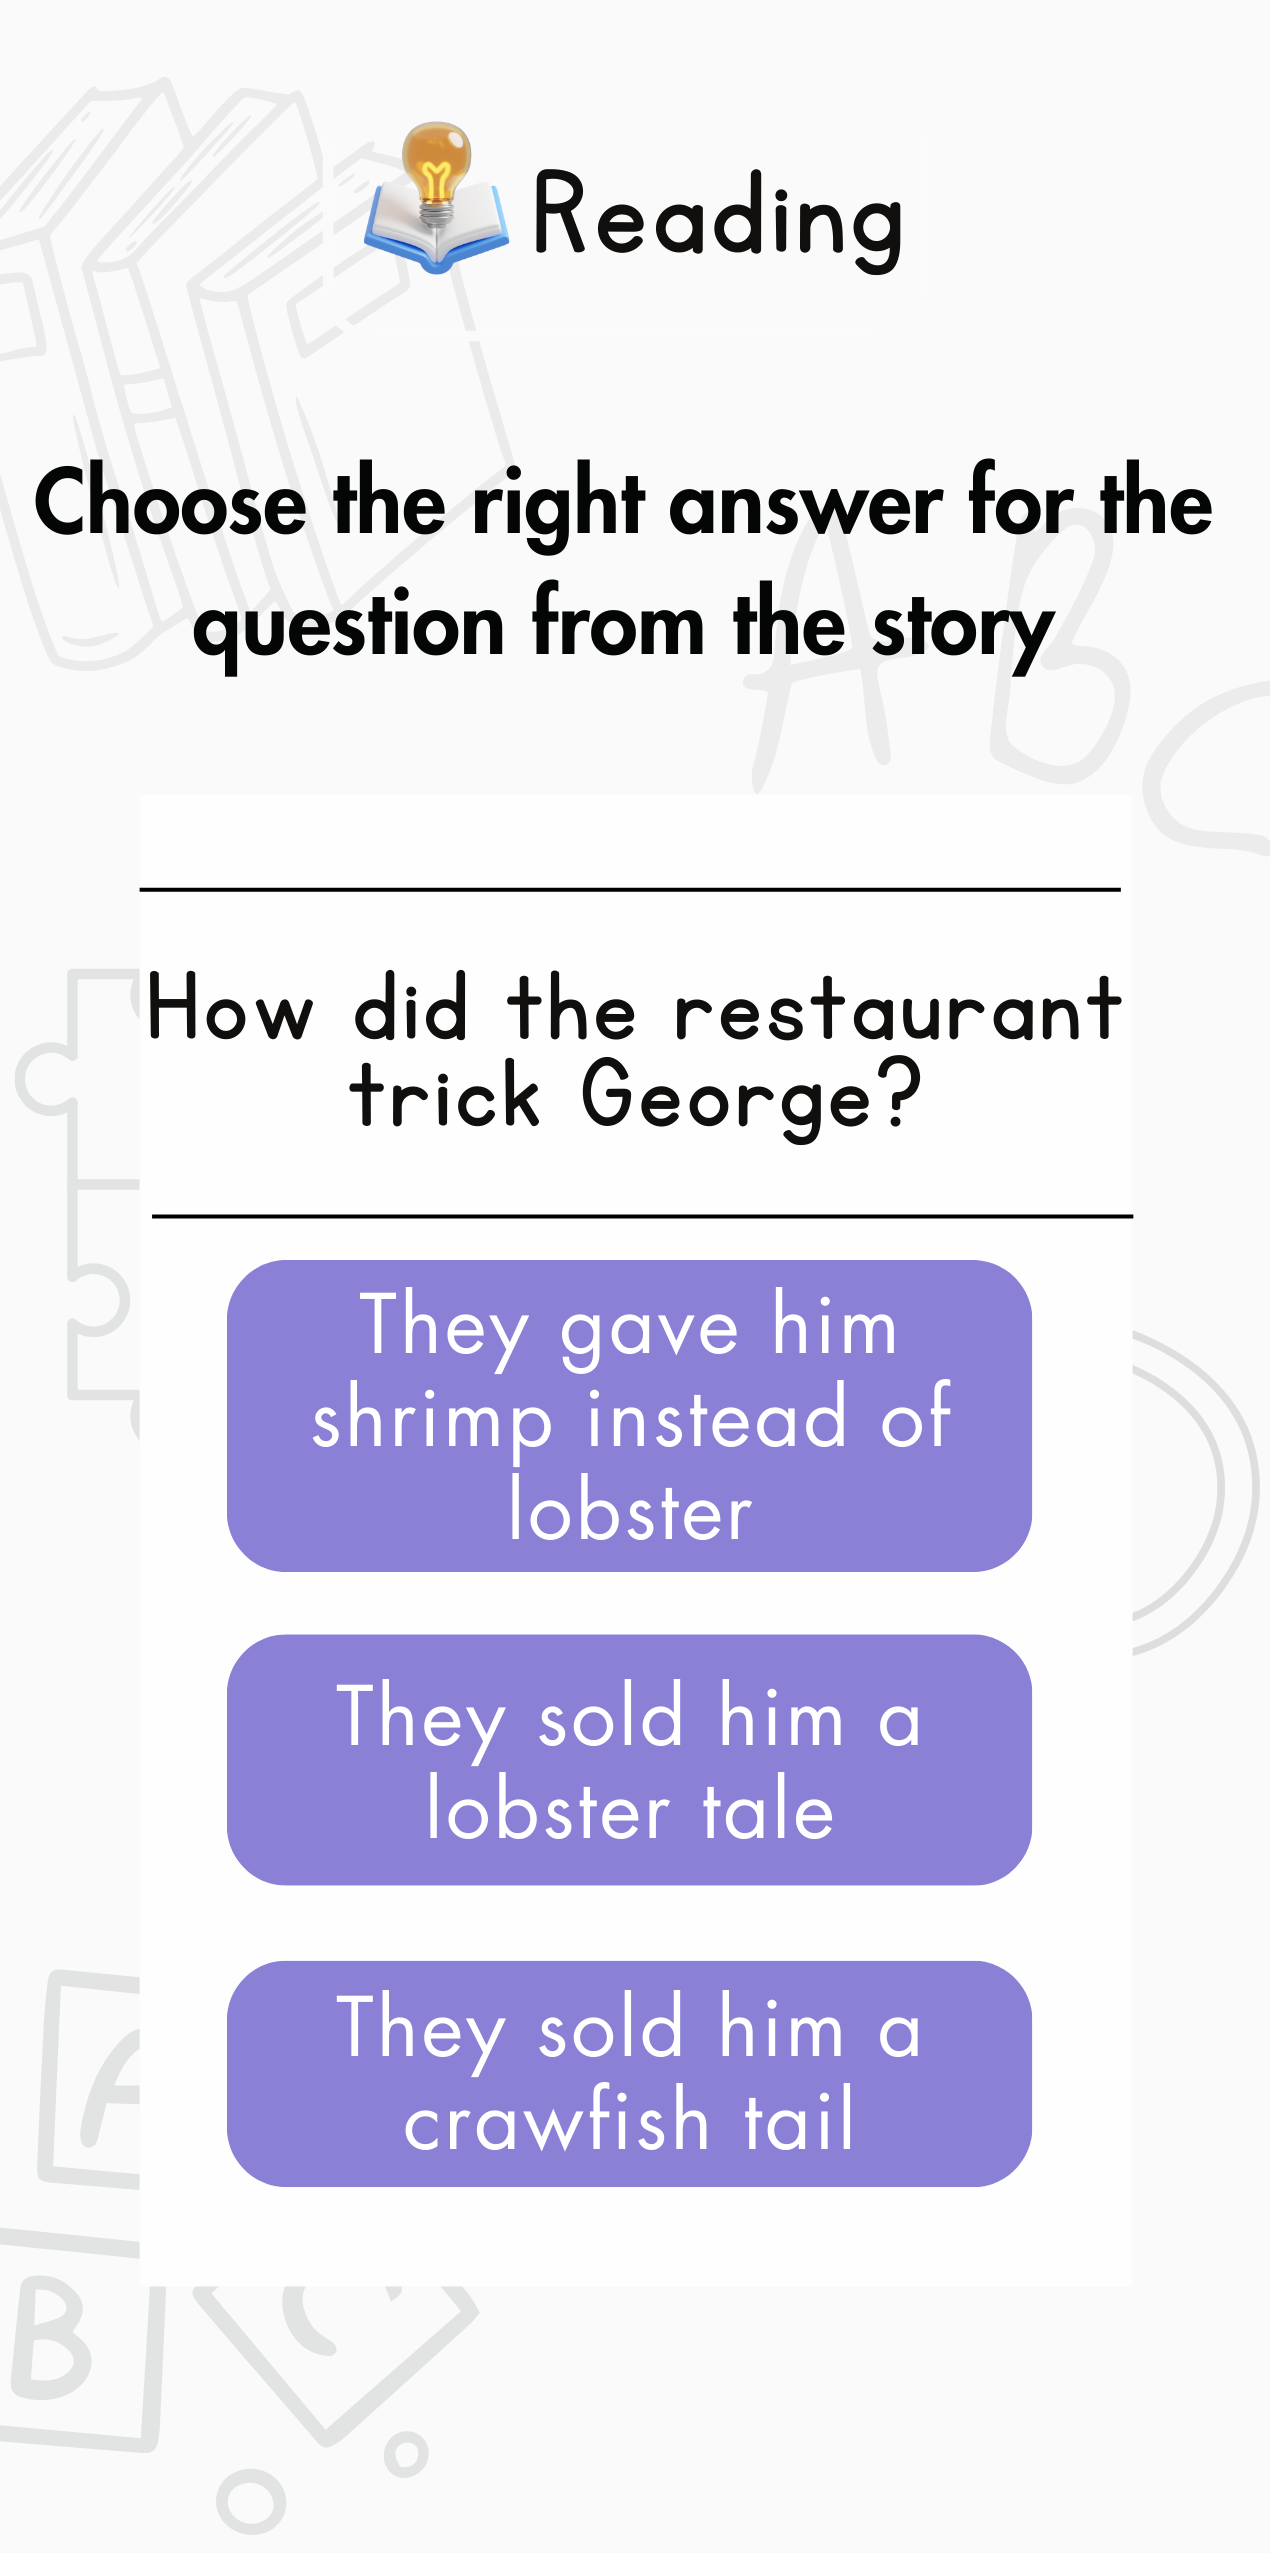 Reading
Choose the right answer for the
question from the story
A B C
How did the restaurant
trick George?
They gave him
shrimp instead of
lobster
They sold him a
lobster tale
They sold him a
crawfish tail
A
B
C